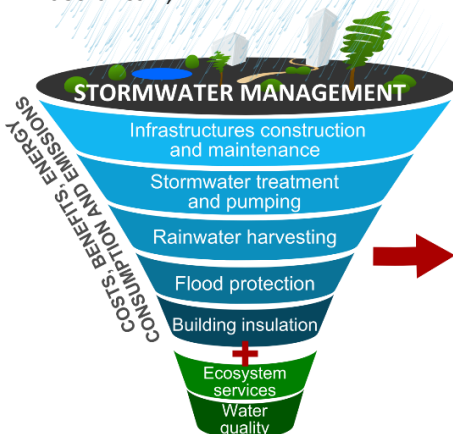 STORMWATER MANAGEMENT
Infrastructures construction
and maintenance
Stormwater treatment
and pumping
Rainwater harvesting
Flood protection
Building insulation
+
Ecosystem
services
Water
quality
COSTS, BENEFITS, ENERGY
CONSUMPTION AND EMISSIONS